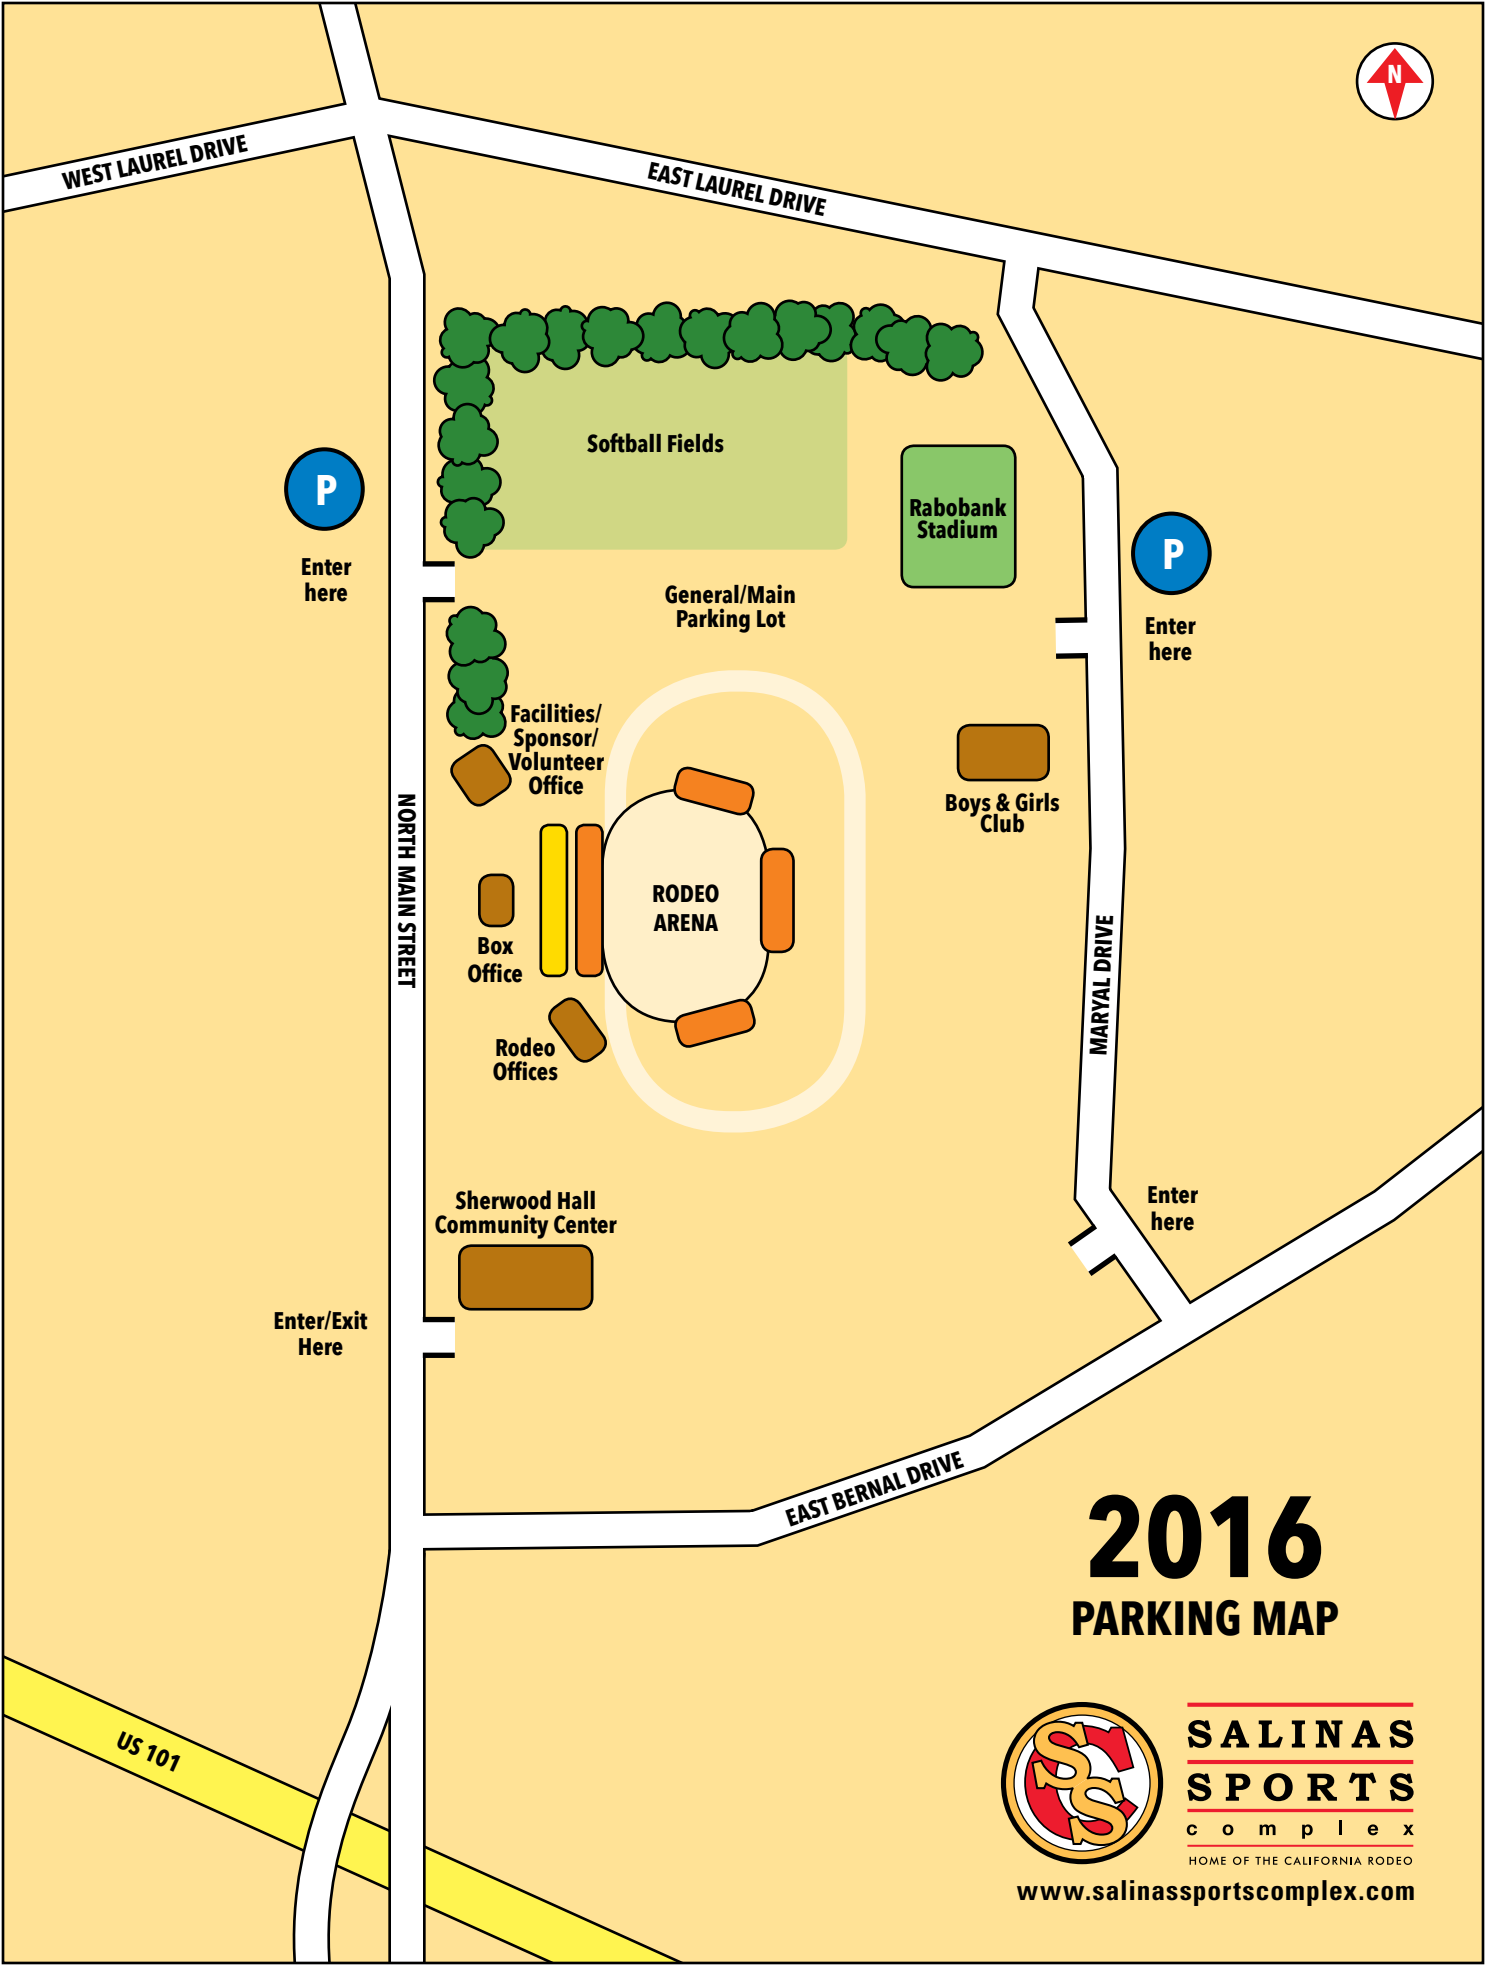 N
WEST LAUREL DRIVE
EAST LAUREL DRIVE
Softball Fields
P
Rabobank
Stadium
P
Enter
here
General/Main
Parking Lot
Enter
here
Facilities/
Sponsor/
Volunteer
Office
Boys & Girls
Club
NORTH MAIN STREET
RODEO
ARENA
Box
Office
MARYAL DRIVE
Rodeo
Offices
Sherwood Hall
Community Center
Enter
here
Enter/Exit
Here
EAST BERNAL DRIVE
2016
PARKING MAP
US 101
SCS
SALINAS
SPORTS
complex
HOME OF THE CALIFORNIA RODEO
www.salinassportscomplex.com